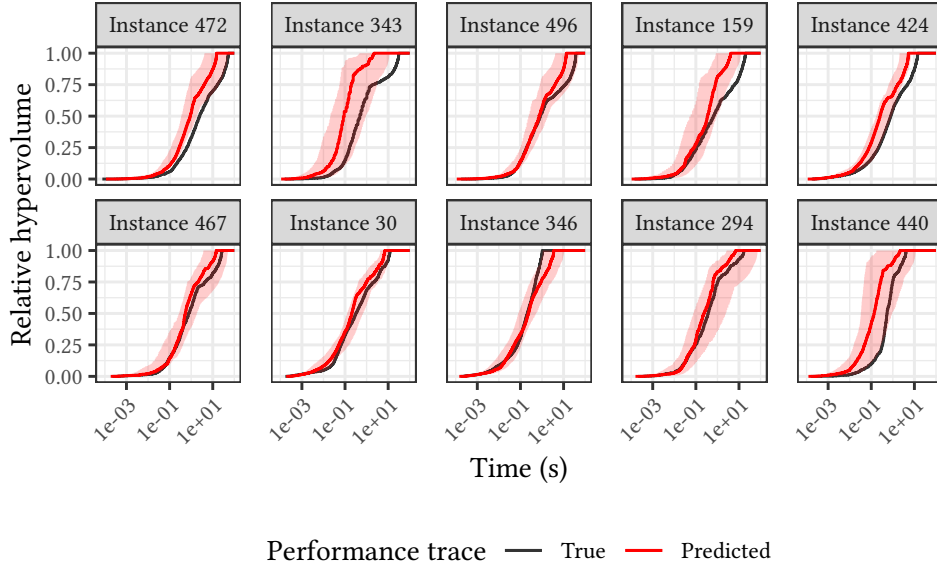 Instance 472 Instance 343 Instance 496 Instance 159 Instance 424
1.00
0.75
0.50
0.25
0.00
Instance 467 Instance 30 Instance 346 Instance 294 Instance 440
1.00
0.75
0.50
0.25
0.00
Relative hypervolume
1e-03 1e-01 1e+01 1e-03 1e-01 1e+01 1e-03 1e-01 1e+01 1e-03 1e-01 1e+01 1e-03 1e-01 1e+01
Time (s)
Performance trace True Predicted